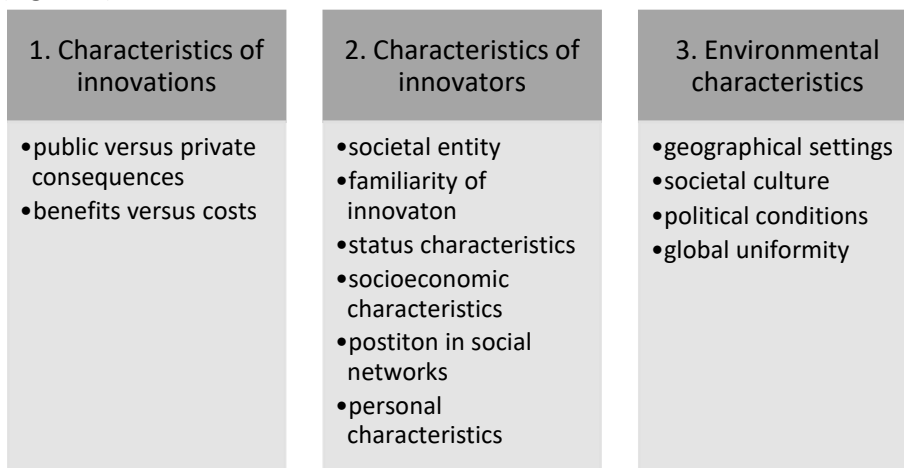 1. Characteristics of
innovations
•public versus private
consequences
•benefits versus costs
2. Characteristics of
innovators
•societal entity
•familiarity of
innovaton
•status characteristics
•socioeconomic
characteristics
•postiton in social
networks
•personal
characteristics
3. Environmental
characteristics
•geographical settings
•societal culture
•political conditions
•global uniformity